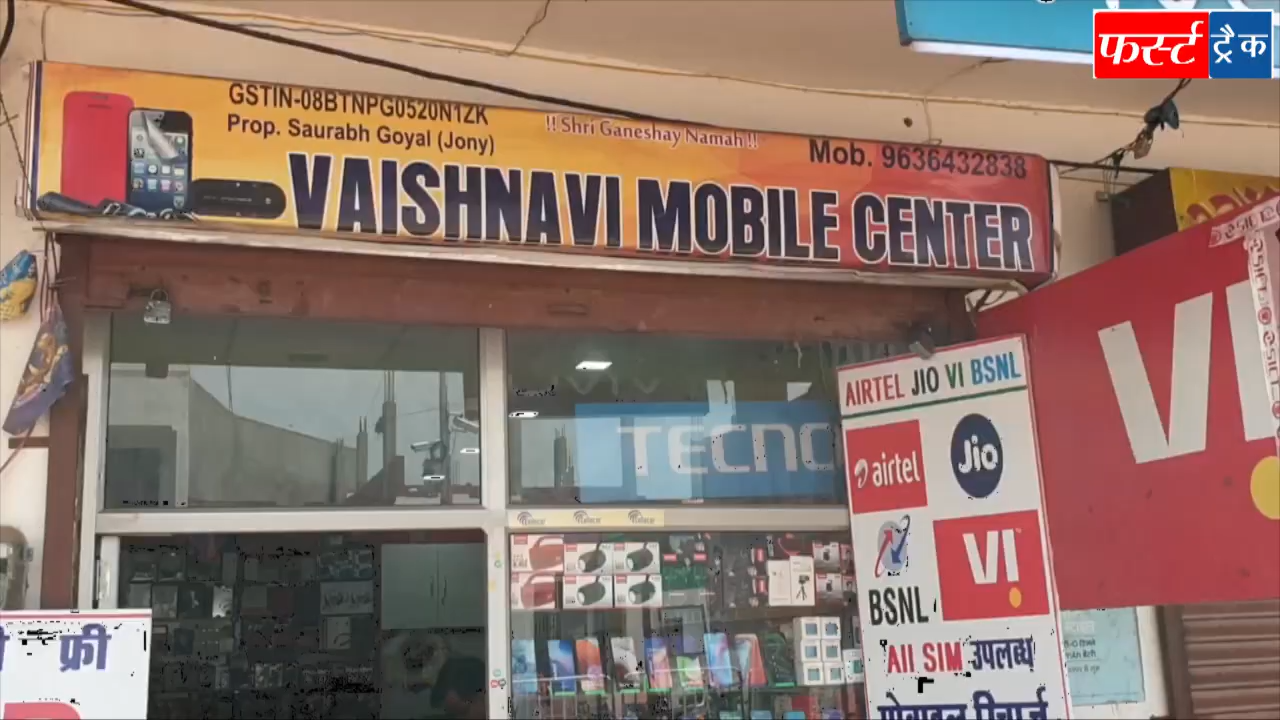 फर्स्ट ट्रैक
GSTIN-08BTNPG0520N1ZK
Prop. Saurabh Goyal (Jony)
!! Shri Ganeshay Namah !!
Mob. 9636432838
VAISHNAVI MOBILE CENTER
VI
TECNO
AIRTEL JIO VI BSNL
airtel
Jio
BSNL
VI
All SIM उपलब्ध
मोबाइल रिचार्ज
फ्री